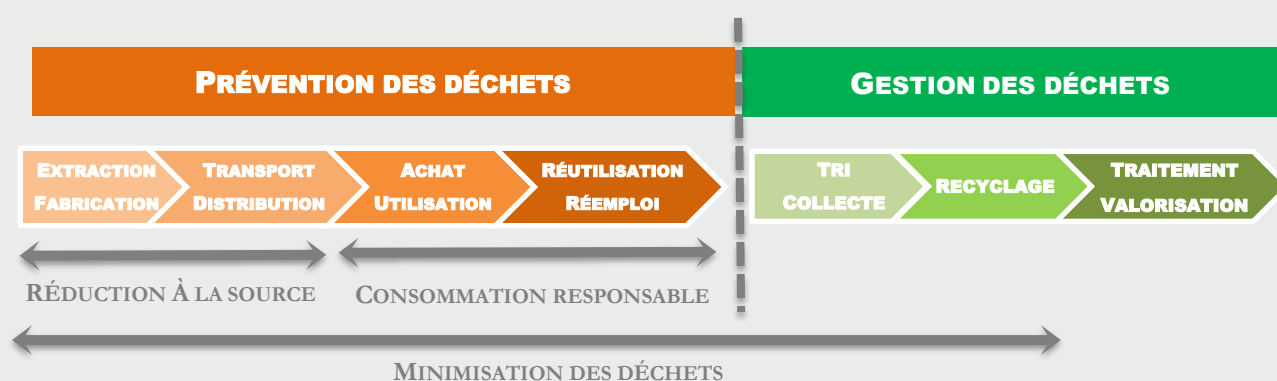 PRÉVENTION DES DÉCHETS
GESTION DES DÉCHETS
EXTRACTION
FABRICATION
TRANSPORT
DISTRIBUTION
ACHAT
UTILISATION
RÉUTILISATION
RÉEMPLOI
TRI
COLLECTE
RECYCLAGE
TRAITEMENT
VALORISATION
RÉDUCTION À LA SOURCE
CONSOMMATION RESPONSABLE
MINIMISATION DES DÉCHETS